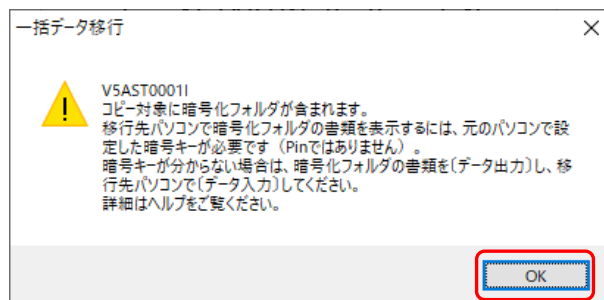 一括データ移行
V5AST0001I
コピー対象に暗号化フォルダが含まれます。
移行先パソコンで暗号化フォルダの書類を表示するには、元のパソコンで設
定した暗号キーが必要です（Pinではありません）。
暗号キーが分からない場合は、暗号化フォルダの書類を〔データ出力〕し、移
行先パソコンで〔データ入力〕してください。
詳細はヘルプをご覧ください。
OK